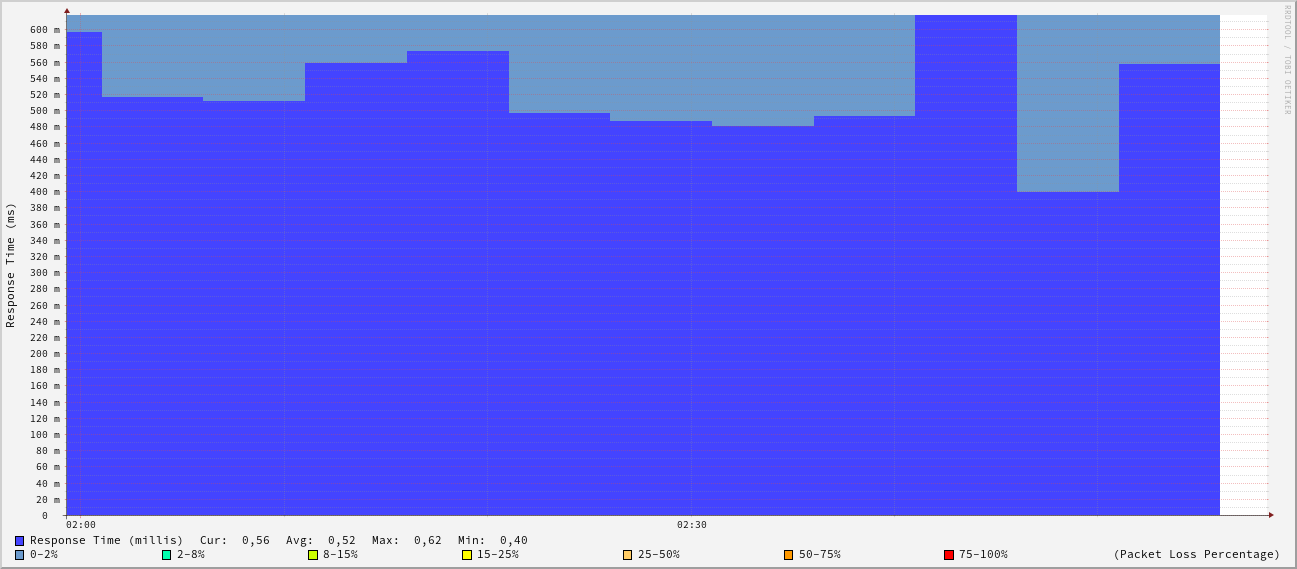 RRDTOOL / TOBI OETIKER
Response Time (ms)
600 m
580 m
560 m
540 m
520 m
500 m
480 m
460 m
440 m
420 m
400 m
380 m
360 m
340 m
320 m
300 m
280 m
260 m
240 m
220 m
200 m
180 m
160 m
140 m
120 m
100 m
80 m
60 m
40 m
20 m
0
02:00 02:30
Response Time (millis) Cur: 0,56 Avg: 0,52 Max: 0,62 Min: 0,40
0-2% 2-8% 8-15% 15-25% 25-50% 50-75% 75-100% (Packet Loss Percentage)